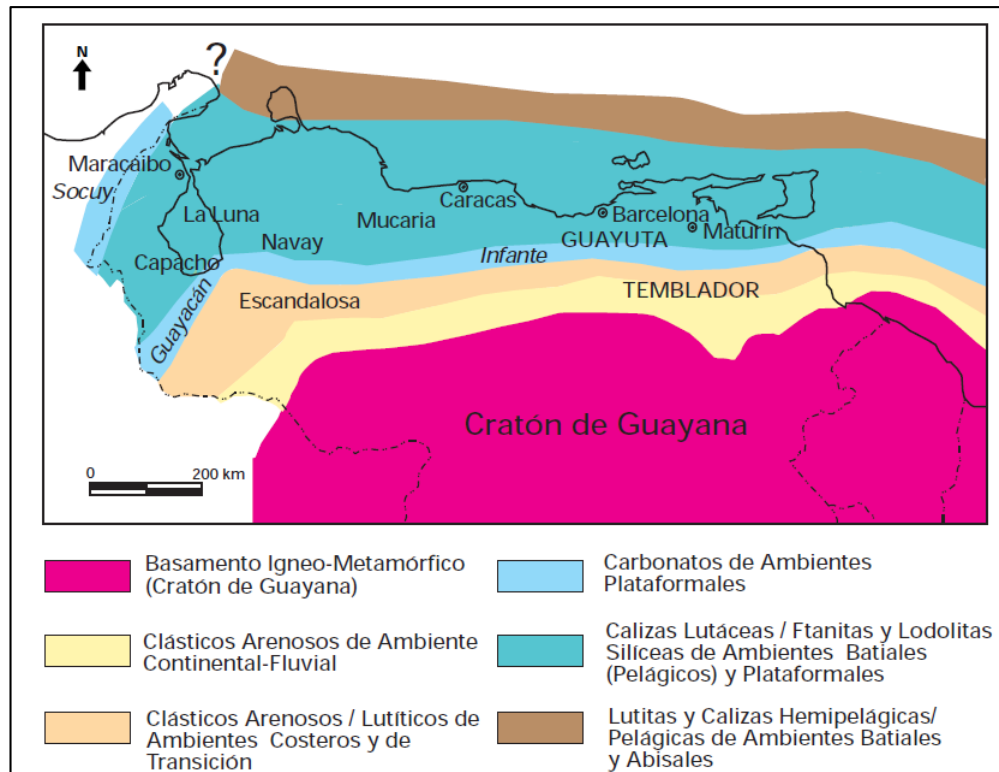 N
?
Maracáibo
Socuy
La Luna
Mucaria
Caracas
Barcelona
Navay
Infante
GUAYUTA
Maturín
Capacho
Guayacán
Escandalosa
TEMBLADOR
Cratón de Guayana
0 200 km
Basamento Igneo-Metamórfico
(Cratón de Guayana)
Clásticos Arenosos de Ambiente
Continental-Fluvial
Clásticos Arenosos / Lutíticos de
Ambientes Costeros y de
Transición
Carbonatos de Ambientes
Plataformales
Calizas Lutáceas / Ftanitas y Lodolitas
Silíceas de Ambientes Batiales
(Pelágicos) y Plataformales
Lutitas y Calizas Hemipelágicas/
Pelágicas de Ambientes Batiales
y Abisales